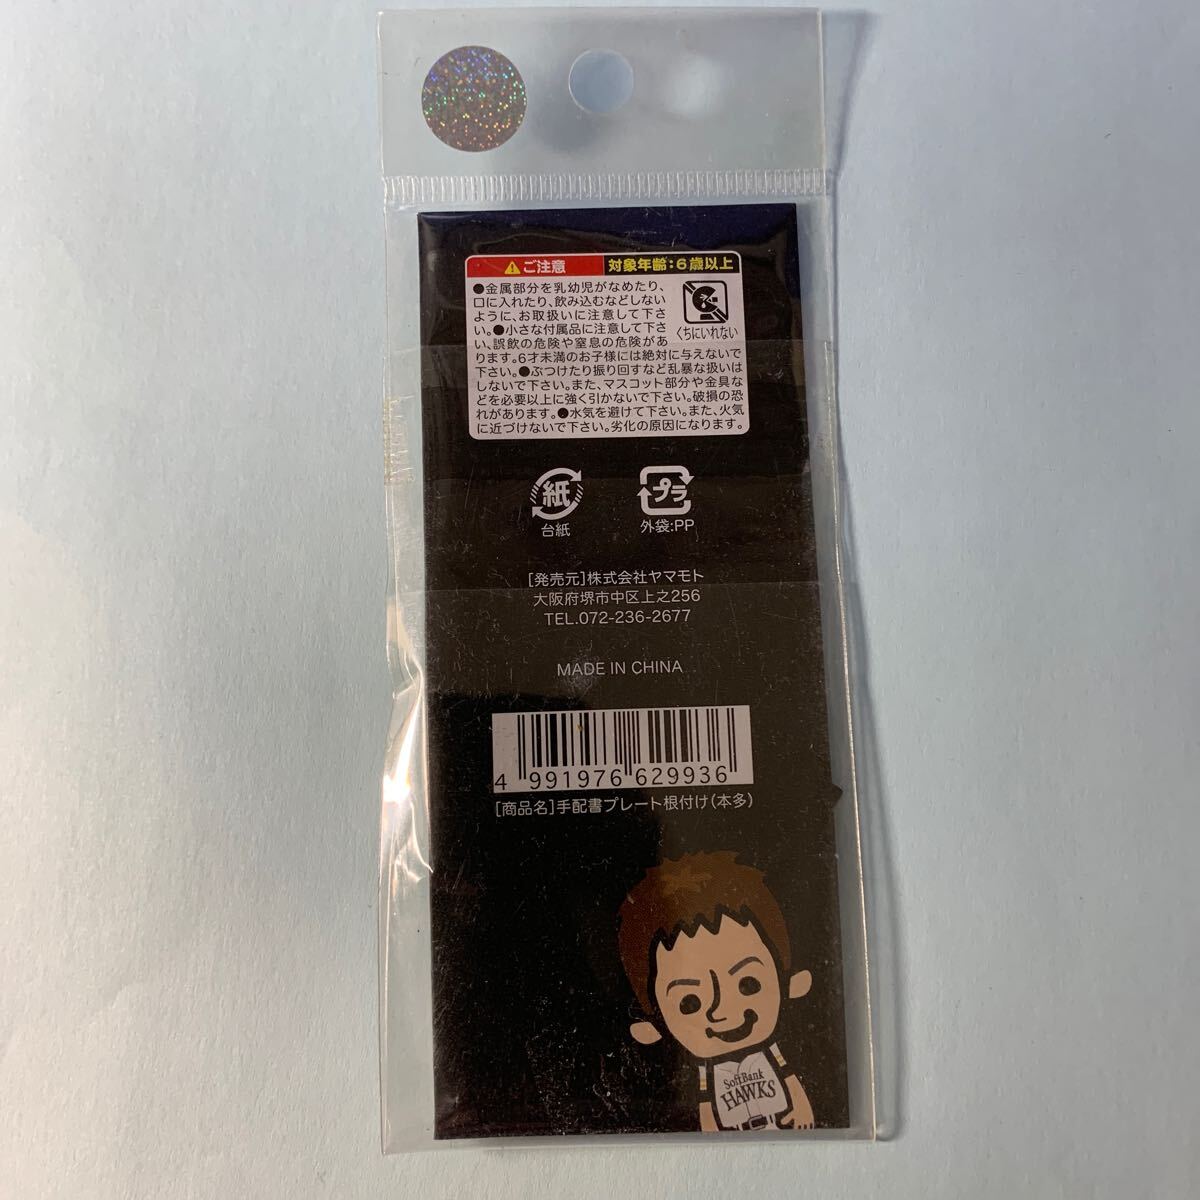 ご注意 対象年齢:6歳以上
●金属部分を乳幼児がなめたり、
口に入れたり、飲み込むなどしない
ように、お取扱いに注意して下さ
い。●小さな付属品に注意して下さ
い、誤飲の危険や窒息の危険があ
ります。6才未満のお子様には絶対に与えないで
下さい。●ぶつけたり振り回すなど乱暴な扱いは
しないで下さい。また、マスコット部分や金具な
どを必要以上に強く引かないで下さい。破損の恐
れがあります。●水気を避けて下さい。また、火気
に近づけないで下さい。劣化の原因になります。
くちにいれない
紙
台紙
プラ
外袋:PP
[発売元]株式会社ヤマモト
大阪府堺市中区上之256
TEL.072-236-2677
MADE IN CHINA
4 991976 629936
[商品名]手配書プレート根付け(本多)
SoftBank
HAWKS